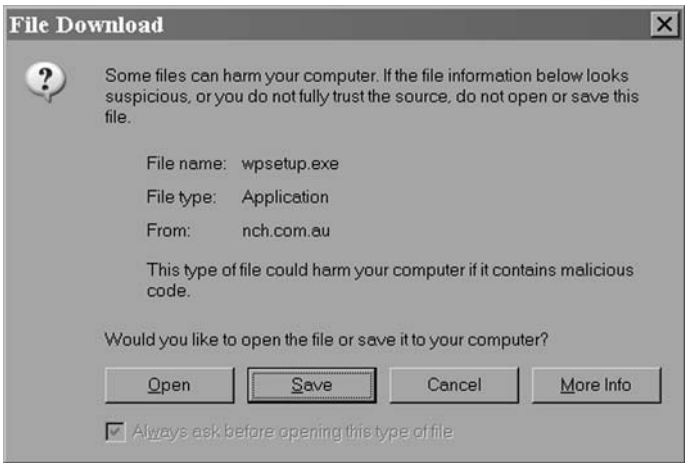 File Download
?
Some files can harm your computer. If the file information below looks
suspicious, or you do not fully trust the source, do not open or save this
file.
File name: wpsetup.exe
File type: Application
From: nch.com.au
This type of file could harm your computer if it contains malicious
code.
Would you like to open the file or save it to your computer?
Open Save Cancel More Info
Always ask before opening this type of file